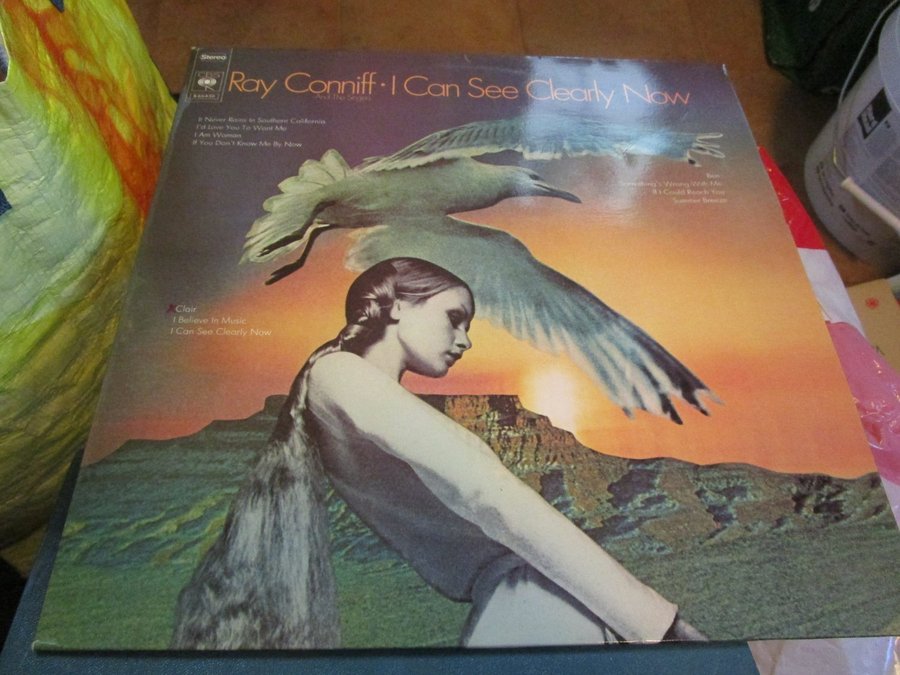 Stereo
CBS
Ray Conniff · I Can See Clearly Now
And The Singers
It Never Rains In Southern California
I'd Love You To Want Me
I Am Woman
If You Don't Know Me By Now
Ben
Something's Wrong With Me
If I Could Reach You
Summer Breeze
Clair
I Believe In Music
I Can See Clearly Now